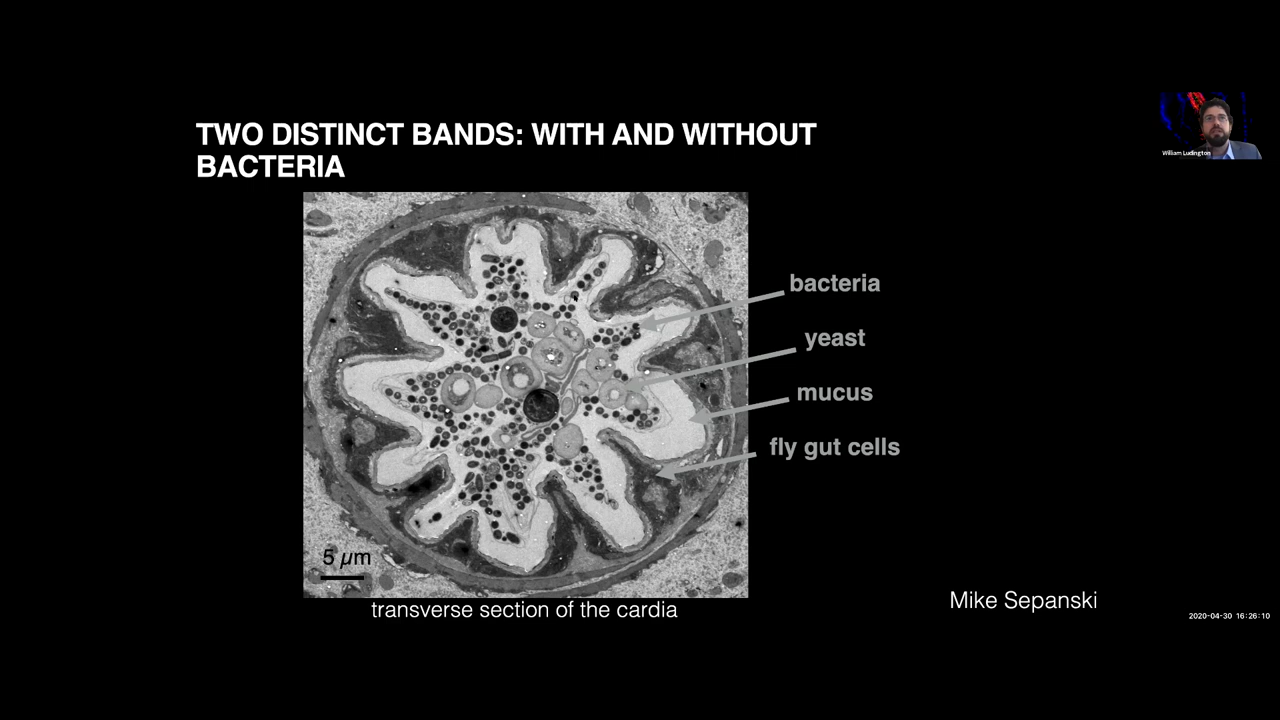 TWO DISTINCT BANDS: WITH AND WITHOUT
BACTERIA
William Ludington
bacteria
yeast
mucus
fly gut cells
5 µm
transverse section of the cardia
Mike Sepanski
2020-04-30 16:26:10